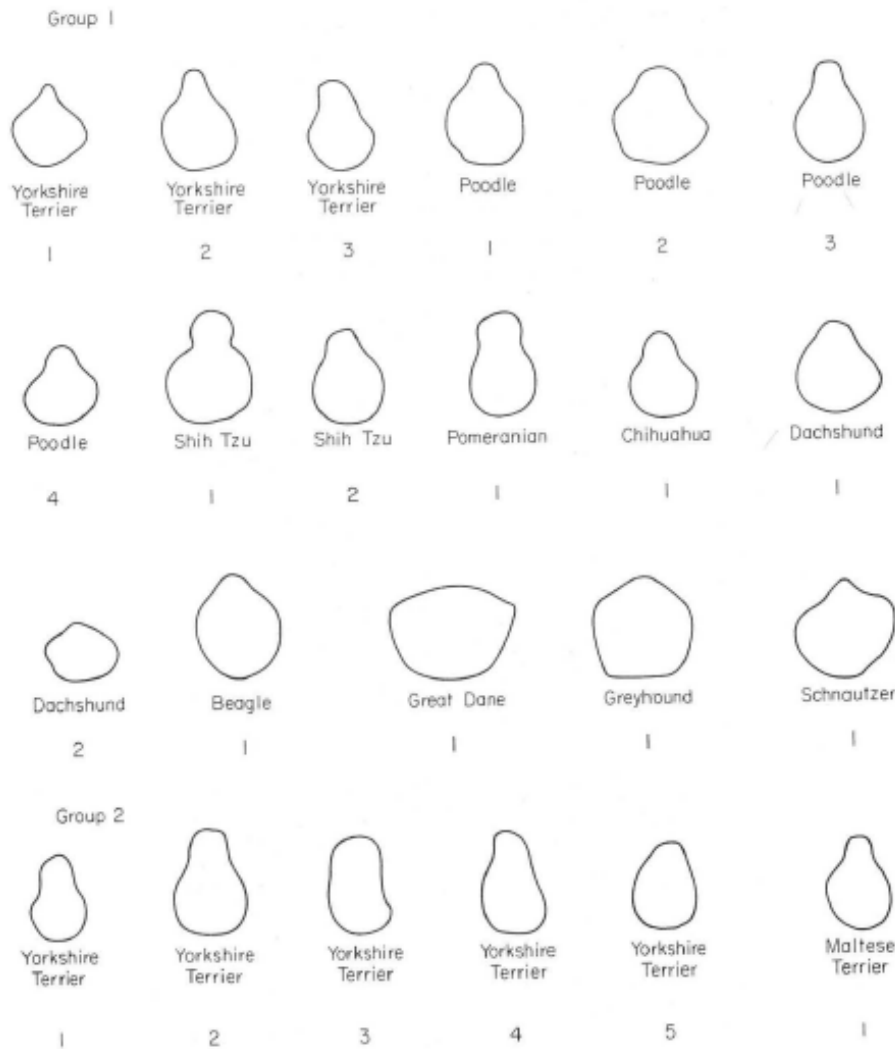 Group 1
Yorkshire Terrier Yorkshire Terrier Yorkshire Terrier Poodle Poodle Poodle
1 2 3 1 2 3
Poodle Shih Tzu Shih Tzu Pomeranian Chihuahua Dachshund
4 1 2 1 1 1
Dachshund Beagle Great Dane Greyhound Schnautzer
2 1 1 1 1
Group 2
Yorkshire Terrier Yorkshire Terrier Yorkshire Terrier Yorkshire Terrier Yorkshire Terrier Maltese Terrier
1 2 3 4 5 1